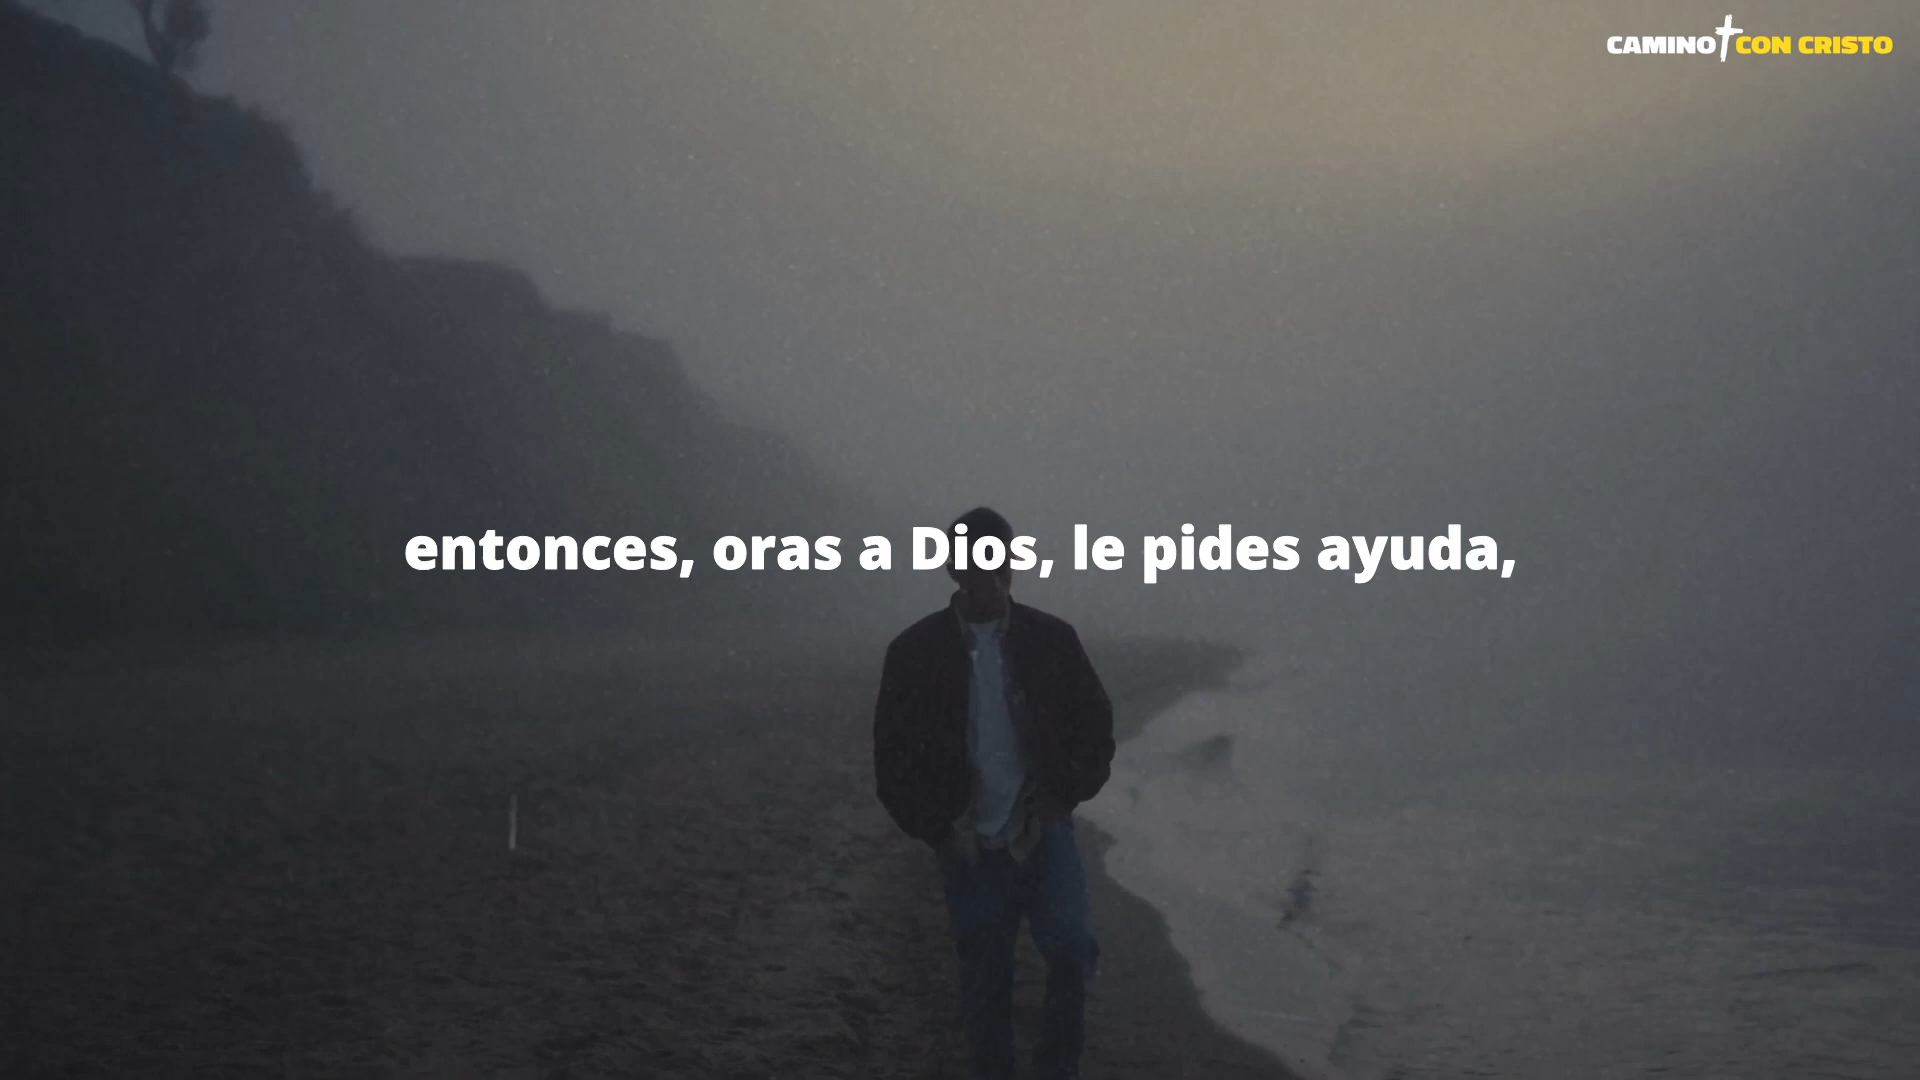 CAMINO CON CRISTO
entonces, oras a Dios, le pides ayuda,